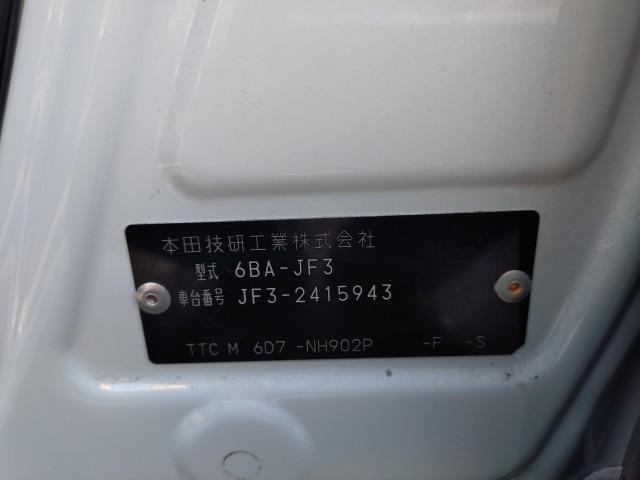 本田技研工業株式会社
型式 6BA-JF3
車台番号 JF3-2415943
TTC M 6D7 -NH902P -F -S